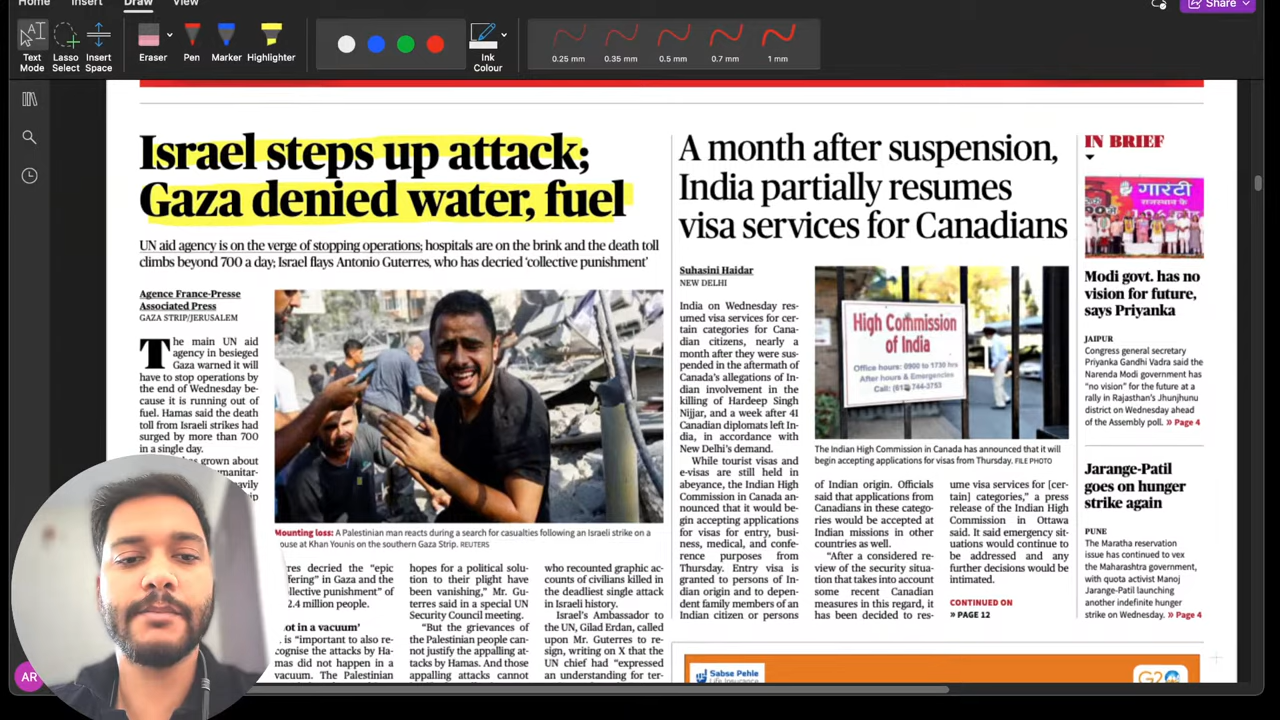 Home Insert Draw View
Share
Text Mode
Lasso Select
Insert Space
Eraser
Pen
Marker
Highlighter
Ink Colour
0.25 mm
0.35 mm
0.5 mm
0.7 mm
1 mm
Israel steps up attack;
Gaza denied water, fuel
UN aid agency is on the verge of stopping operations; hospitals are on the brink and the death toll
climbs beyond 700 a day; Israel flays Antonio Guterres, who has decried ‘collective punishment’
Agence France-Presse
Associated Press
GAZA STRIP/JERUSALEM
The main UN aid
agency in besieged
Gaza warned it will
have to stop operations by
the end of Wednesday be-
cause it is running out of
fuel. Hamas said the death
toll from Israeli strikes had
surged by more than 700
in a single day.
has grown about
Mounting loss: A Palestinian man reacts during a search for casualties following an Israeli strike on a
house at Khan Younis on the southern Gaza Strip. REUTERS
res decried the “epic
fering” in Gaza and the
ollective punishment” of
2.4 million people.
not in a vacuum’
is “important to also re-
cognise the attacks by Ha-
mas did not happen in a
vacuum. The Palestinian
hopes for a political solu-
tion to their plight have
been vanishing,” Mr. Gu-
terres said in a special UN
Security Council meeting.
“But the grievances of
the Palestinian people can-
not justify the appalling at-
tacks by Hamas. And those
appalling attacks cannot
who recounted graphic ac-
counts of civilians killed in
the deadliest single attack
in Israeli history.
Israel’s Ambassador to
the UN, Gilad Erdan, called
upon Mr. Guterres to re-
sign, writing on X that the
UN chief had “expressed
an understanding for ter-
A month after suspension,
India partially resumes
visa services for Canadians
Suhasini Haidar
NEW DELHI
India on Wednesday res-
umed visa services for cer-
tain categories for Cana-
dian citizens, nearly a
month after they were sus-
pended in the aftermath of
Canada’s allegations of In-
dian involvement in the
killing of Hardeep Singh
Nijjar, and a week after 41
Canadian diplomats left In-
dia, in accordance with
New Delhi’s demand.
While tourist visas and
e-visas are still held in
abeyance, the Indian High
Commission in Canada an-
nounced that it would be-
gin accepting applications
for visas for entry, busi-
ness, medical, and confe-
rence purposes from
Thursday. Entry visa is
granted to persons of In-
dian origin and to depen-
dent family members of an
Indian citizen or persons
High Commission
of India
Office hours: 0900 to 1730 hrs
After hours & Emergencies
Call: (613) 744-3753
The Indian High Commission in Canada has announced that it will
begin accepting applications for visas from Thursday. FILE PHOTO
of Indian origin. Officials
said that applications from
Canadians in these catego-
ries would be accepted at
Indian missions in other
countries as well.
“After a considered re-
view of the security situa-
tion that takes into account
some recent Canadian
measures in this regard, it
has been decided to res-
ume visa services for [cer-
tain] categories,” a press
release of the Indian High
Commission in Ottawa
said. It said emergency sit-
uations would continue to
be addressed and any
further decisions would be
intimated.
CONTINUED ON
» PAGE 12
IN BRIEF
गारटी
Modi govt. has no
vision for future,
says Priyanka
JAIPUR
Congress general secretary
Priyanka Gandhi Vadra said the
Narenda Modi government has
“no vision” for the future at a
rally in Rajasthan’s Jhunjhunu
district on Wednesday ahead
of the Assembly poll. » Page 4
Jarange-Patil
goes on hunger
strike again
PUNE
The Maratha reservation
issue has continued to vex
the Maharashtra government,
with quota activist Manoj
Jarange-Patil launching
another indefinite hunger
strike on Wednesday. » Page 4
Sabse Pehle
Life Insurance
G20
AR